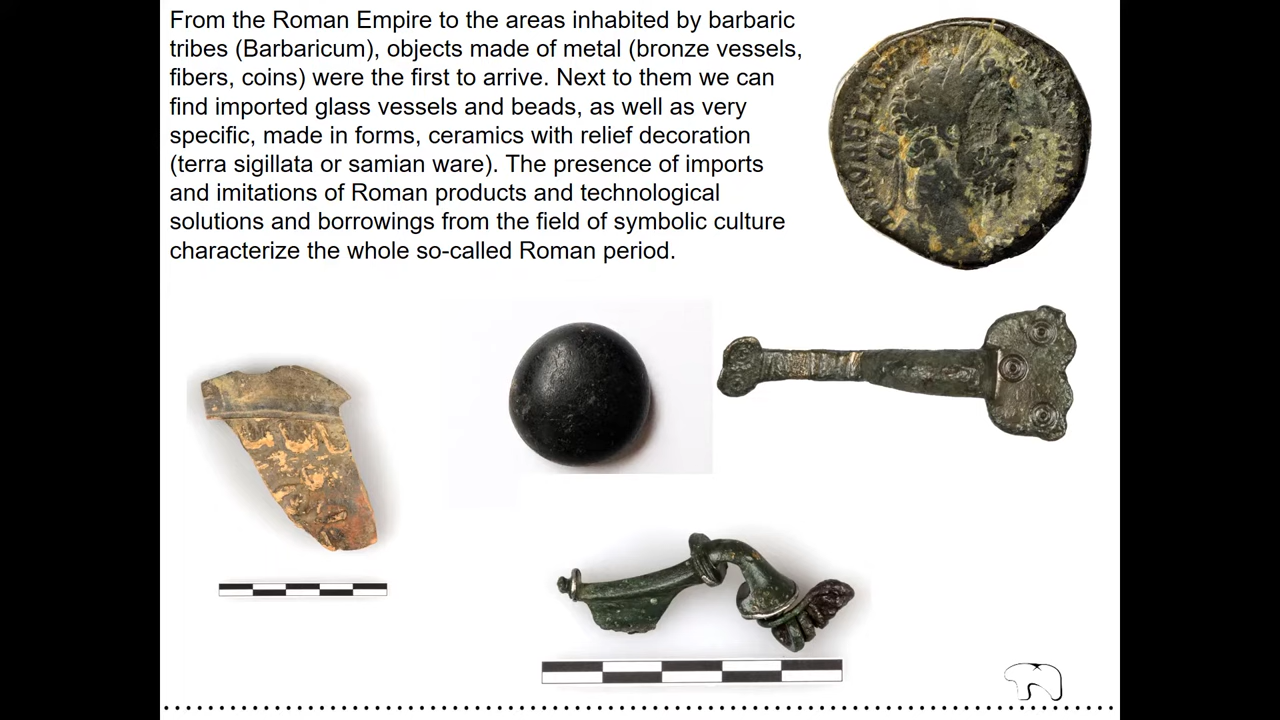 From the Roman Empire to the areas inhabited by barbaric
tribes (Barbaricum), objects made of metal (bronze vessels,
fibers, coins) were the first to arrive. Next to them we can
find imported glass vessels and beads, as well as very
specific, made in forms, ceramics with relief decoration
(terra sigillata or samian ware). The presence of imports
and imitations of Roman products and technological
solutions and borrowings from the field of symbolic culture
characterize the whole so-called Roman period.